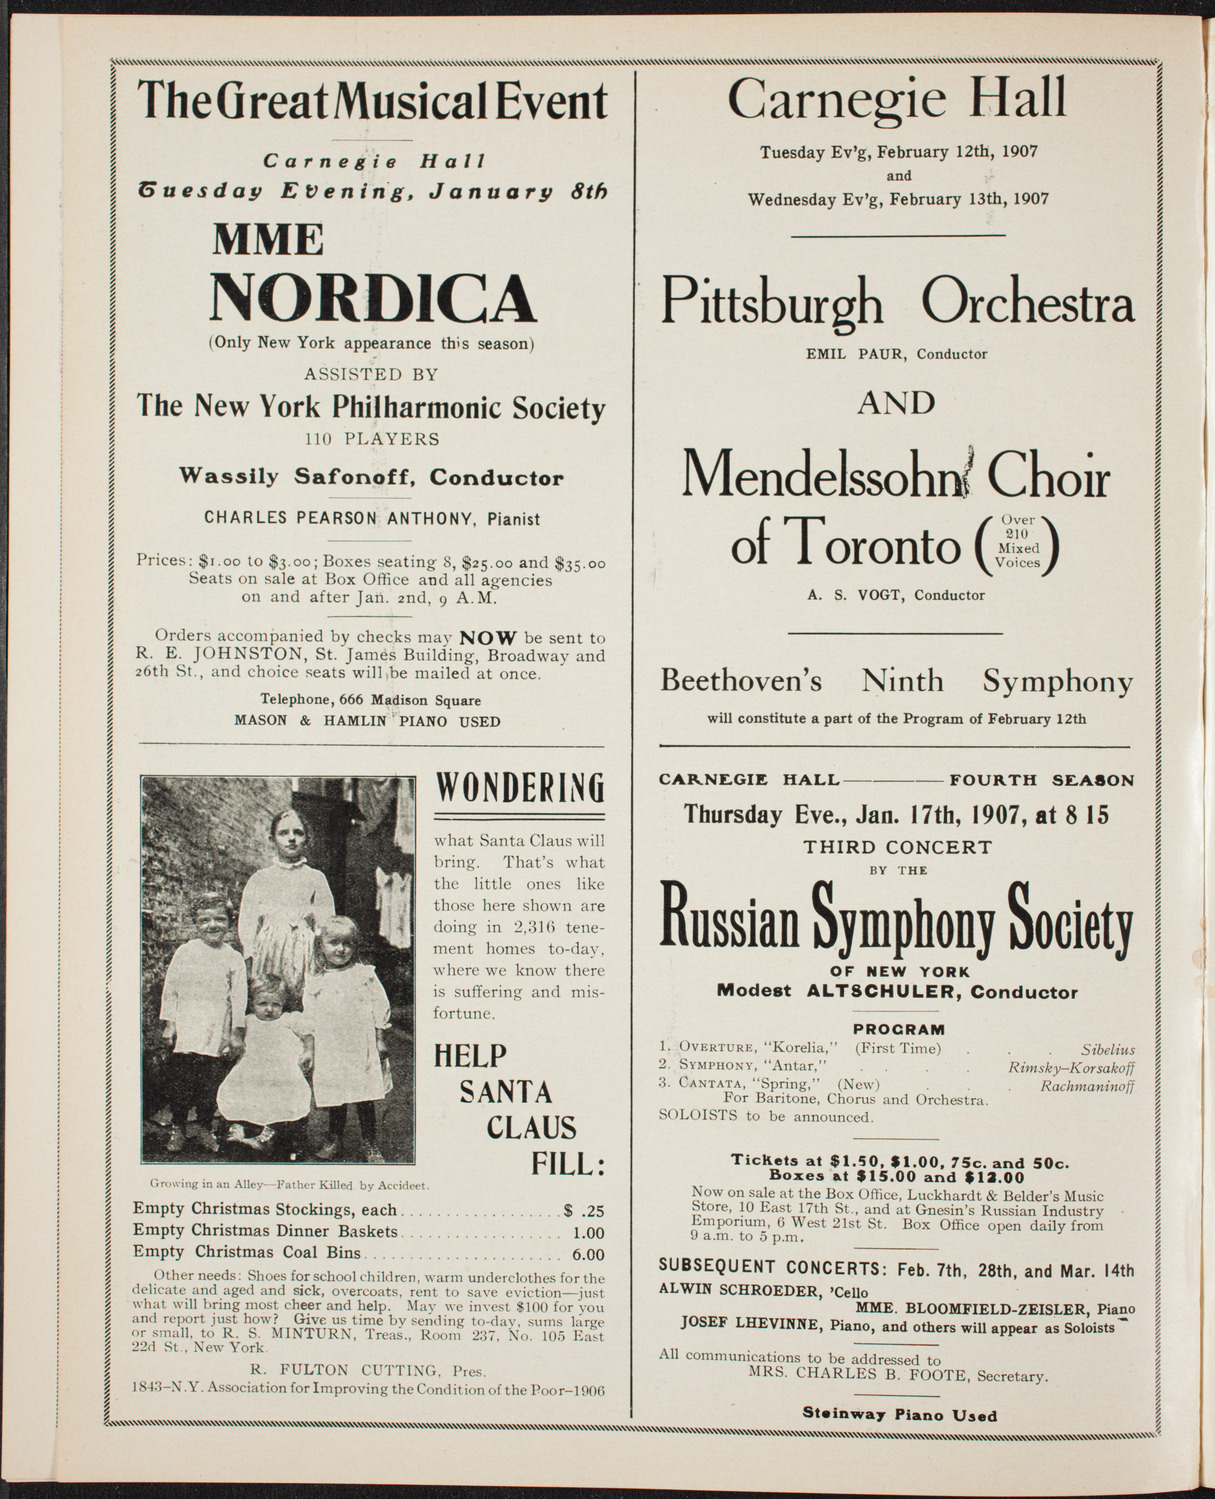 The Great Musical Event
Carnegie Hall
Tuesday Evening, January 8th
MME
NORDICA
(Only New York appearance this season)
ASSISTED BY
The New York Philharmonic Society
110 PLAYERS
Wassily Safonoff, Conductor
CHARLES PEARSON ANTHONY, Pianist
Prices: $1.00 to $3.00; Boxes seating 8, $25.00 and $35.00
Seats on sale at Box Office and all agencies
on and after Jan. 2nd, 9 A.M.
Orders accompanied by checks may NOW be sent to
R. E. JOHNSTON, St. James Building, Broadway and
26th St., and choice seats will be mailed at once.
Telephone, 666 Madison Square
MASON & HAMLIN PIANO USED
WONDERING
what Santa Claus will
bring. That's what
the little ones like
those here shown are
doing in 2,316 tene-
ment homes to-day,
where we know there
is suffering and mis-
fortune.
HELP
SANTA
CLAUS
FILL:
Growing in an Alley—Father Killed by Accideet.
Empty Christmas Stockings, each..................$ .25
Empty Christmas Dinner Baskets.................. 1.00
Empty Christmas Coal Bins...................... 6.00
Other needs: Shoes for school children, warm underclothes for the
delicate and aged and sick, overcoats, rent to save eviction—just
what will bring most cheer and help. May we invest $100 for you
and report just how? Give us time by sending to-day, sums large
or small, to R. S. MINTURN, Treas., Room 237, No. 105 East
22d St., New York.
R. FULTON CUTTING, Pres.
1843-N.Y. Association for Improving the Condition of the Poor-1906
Carnegie Hall
Tuesday Ev'g, February 12th, 1907
and
Wednesday Ev'g, February 13th, 1907
Pittsburgh Orchestra
EMIL PAUR, Conductor
AND
Mendelssohn Choir
of Toronto (Over 210 Mixed Voices)
A. S. VOGT, Conductor
Beethoven's Ninth Symphony
will constitute a part of the Program of February 12th
CARNEGIE HALL———FOURTH SEASON
Thursday Eve., Jan. 17th, 1907, at 8 15
THIRD CONCERT
BY THE
Russian Symphony Society
OF NEW YORK
Modest ALTSCHULER, Conductor
PROGRAM
1. OVERTURE, "Korelia," (First Time) . . . Sibelius
2. SYMPHONY, "Antar," . . . . Rimsky-Korsakoff
3. CANTATA, "Spring," (New) . . . Rachmaninoff
For Baritone, Chorus and Orchestra.
SOLOISTS to be announced.
Tickets at $1.50, $1.00, 75c. and 50c.
Boxes at $15.00 and $12.00
Now on sale at the Box Office, Luckhardt & Belder's Music
Store, 10 East 17th St., and at Gnesin's Russian Industry
Emporium, 6 West 21st St. Box Office open daily from
9 a.m. to 5 p.m.
SUBSEQUENT CONCERTS: Feb. 7th, 28th, and Mar. 14th
ALWIN SCHROEDER, 'Cello
MME. BLOOMFIELD-ZEISLER, Piano
JOSEF LHEVINNE, Piano, and others will appear as Soloists
All communications to be addressed to
MRS. CHARLES B. FOOTE, Secretary.
Steinway Piano Used